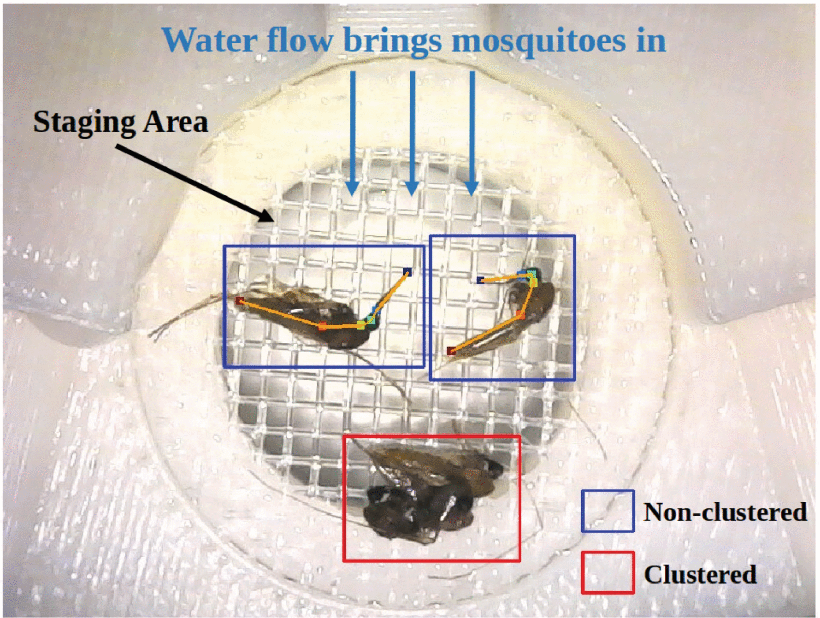 Water flow brings mosquitoes in
Staging Area
Non-clustered
Clustered